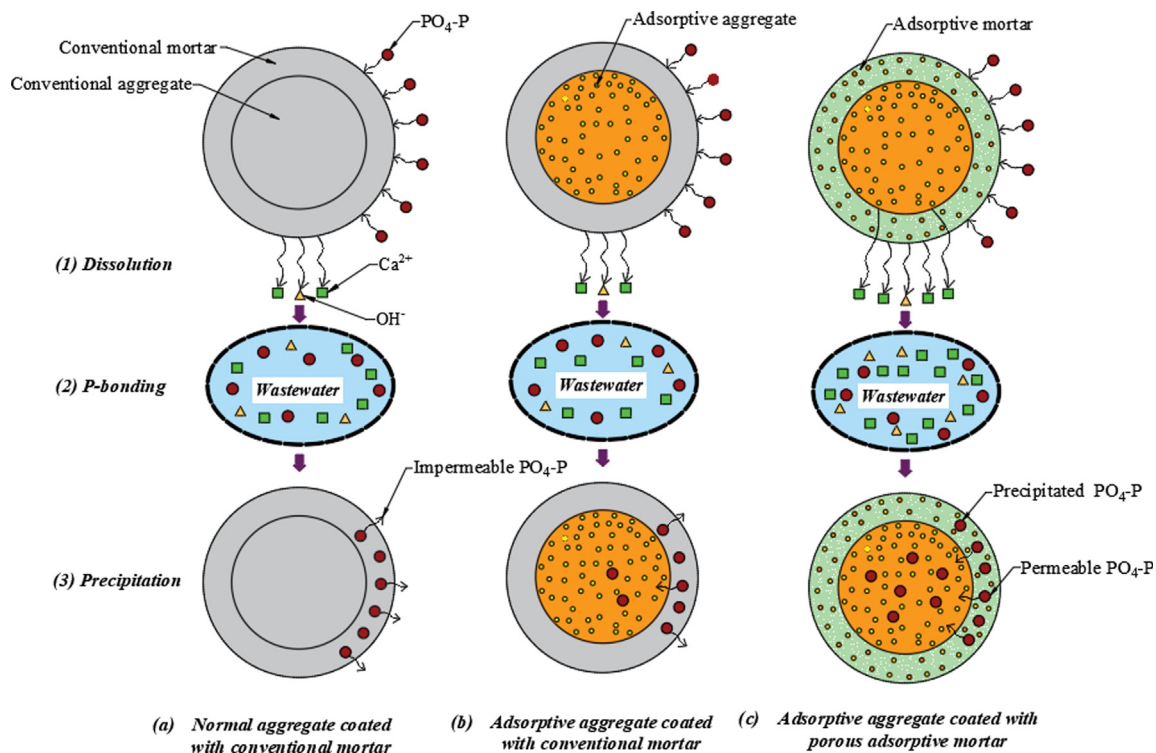 PO₄-P
Conventional mortar
Conventional aggregate
Adsorptive aggregate
Adsorptive mortar
(1) Dissolution
Ca²⁺
OH⁻
(2) P-bonding
Wastewater
Wastewater
Wastewater
Impermeable PO₄-P
Precipitated PO₄-P
(3) Precipitation
Permeable PO₄-P
(a) Normal aggregate coated
with conventional mortar
(b) Adsorptive aggregate coated
with conventional mortar
(c) Adsorptive aggregate coated with
porous adsorptive mortar